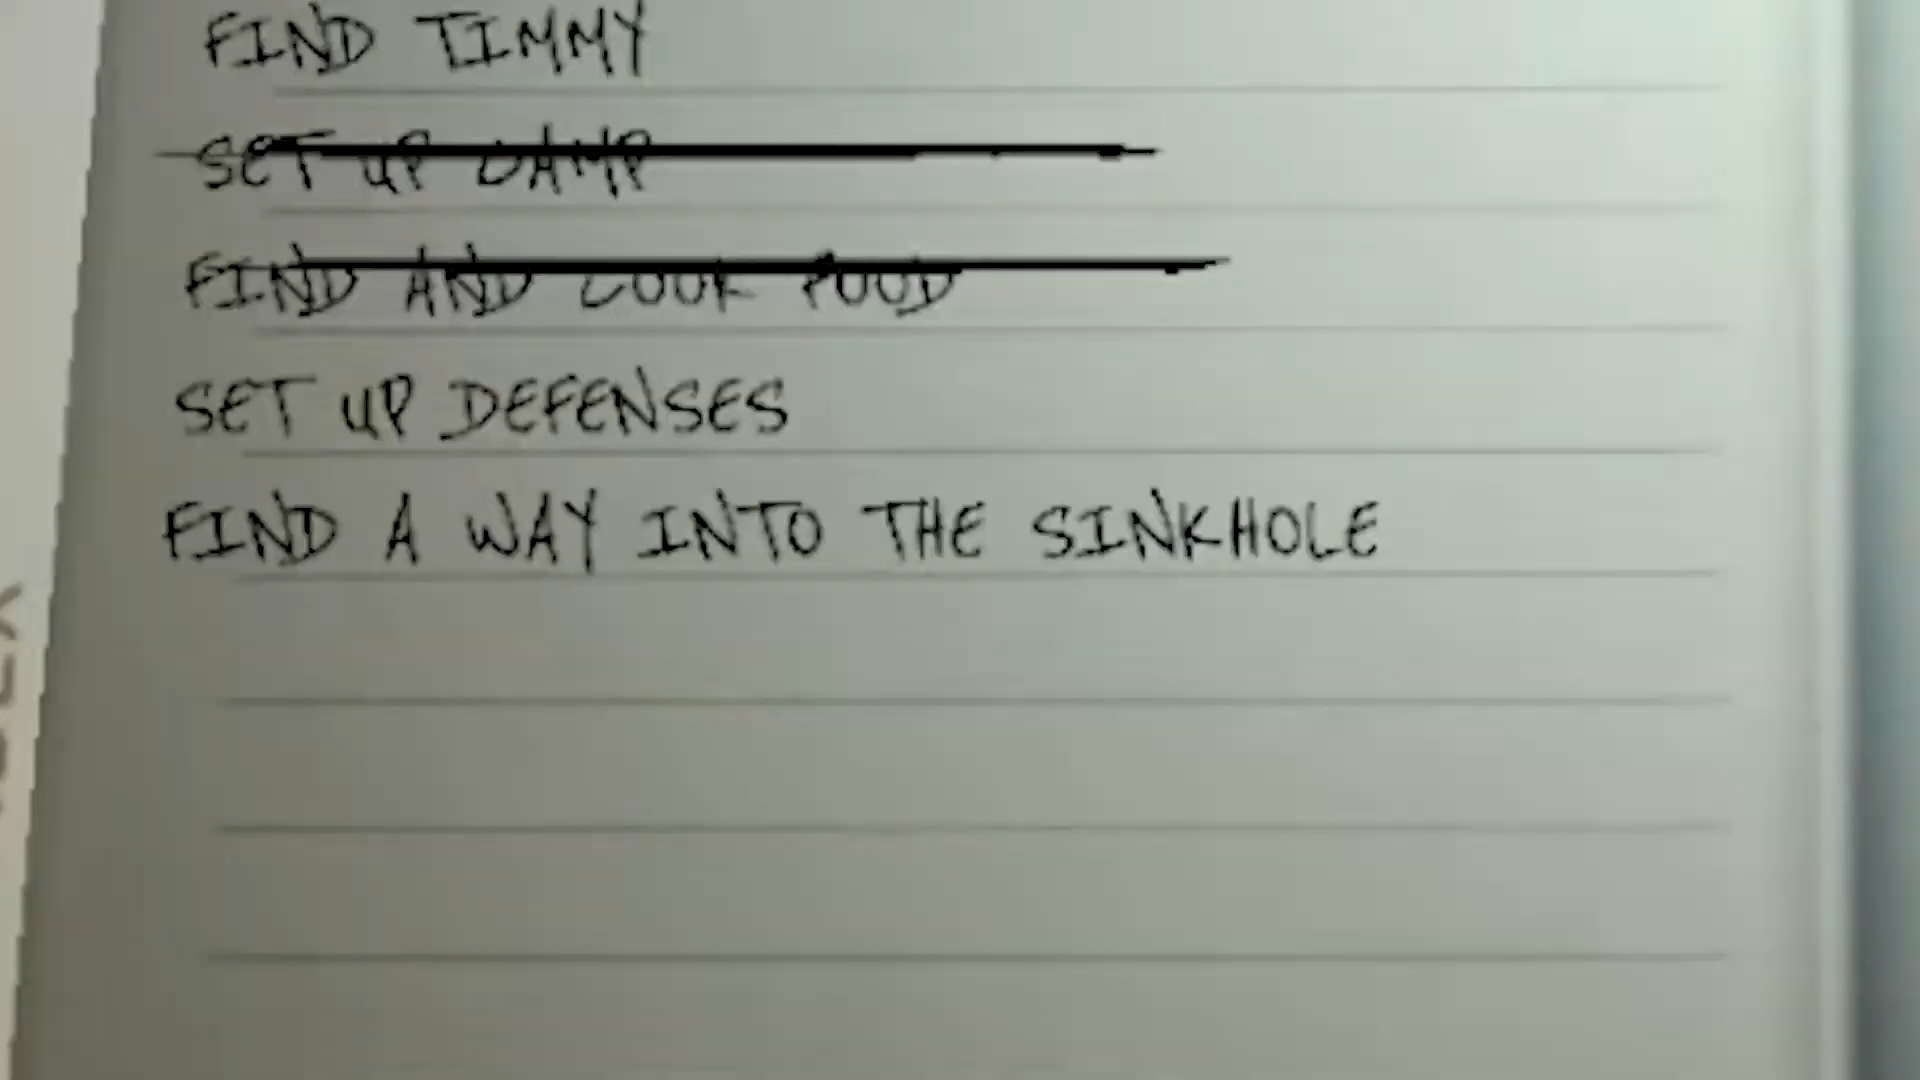 FIND TIMMY
SET UP CAMP
FIND AND COOK FOOD
SET UP DEFENSES
FIND A WAY INTO THE SINKHOLE